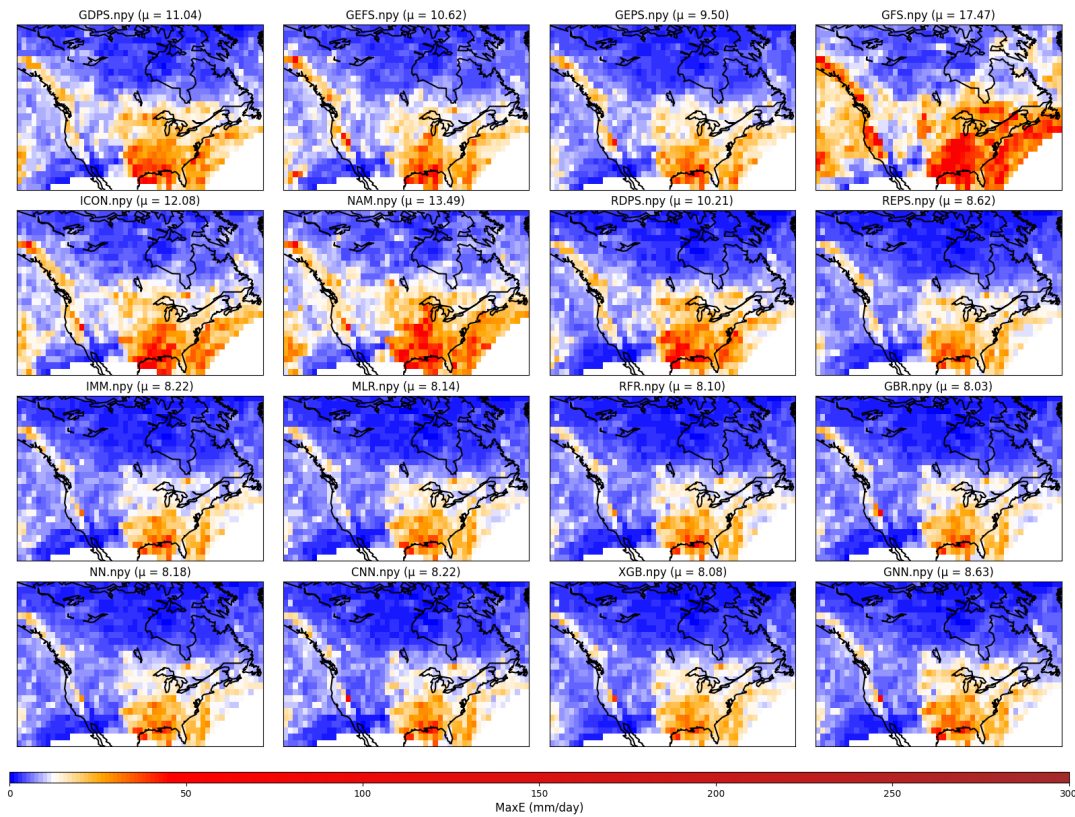 GDPS.npy (μ = 11.04) GEFS.npy (μ = 10.62) GEPS.npy (μ = 9.50) GFS.npy (μ = 17.47)
ICON.npy (μ = 12.08) NAM.npy (μ = 13.49) RDPS.npy (μ = 10.21) REPS.npy (μ = 8.62)
IMM.npy (μ = 8.22) MLR.npy (μ = 8.14) RFR.npy (μ = 8.10) GBR.npy (μ = 8.03)
NN.npy (μ = 8.18) CNN.npy (μ = 8.22) XGB.npy (μ = 8.08) GNN.npy (μ = 8.63)
0 50 100 150 200 250 300
MaxE (mm/day)